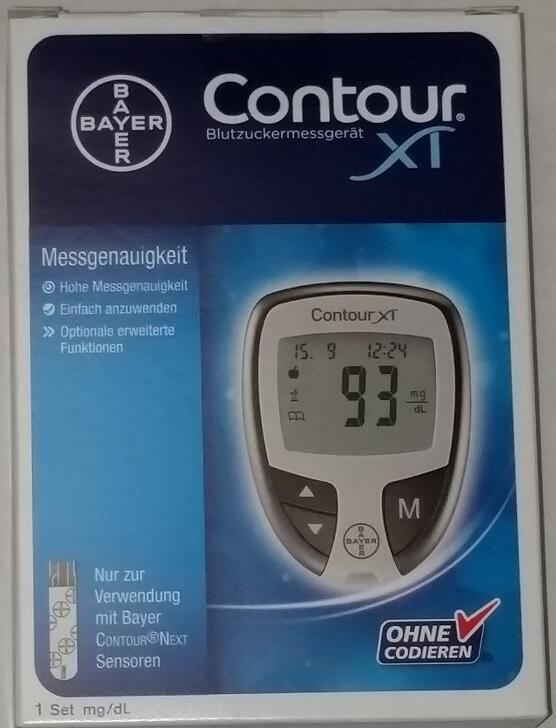 BAYER
BAYER
Contour®
Blutzuckermessgerät
XT
Messgenauigkeit
Hohe Messgenauigkeit
Einfach anzuwenden
Optionale erweiterte
Funktionen
Contour XT
15. 9 12:24
93 mg/dL
M
BAYER
BAYER
Nur zur
Verwendung
mit Bayer
CONTOUR®NEXT
Sensoren
OHNE
CODIEREN
1 Set mg/dL